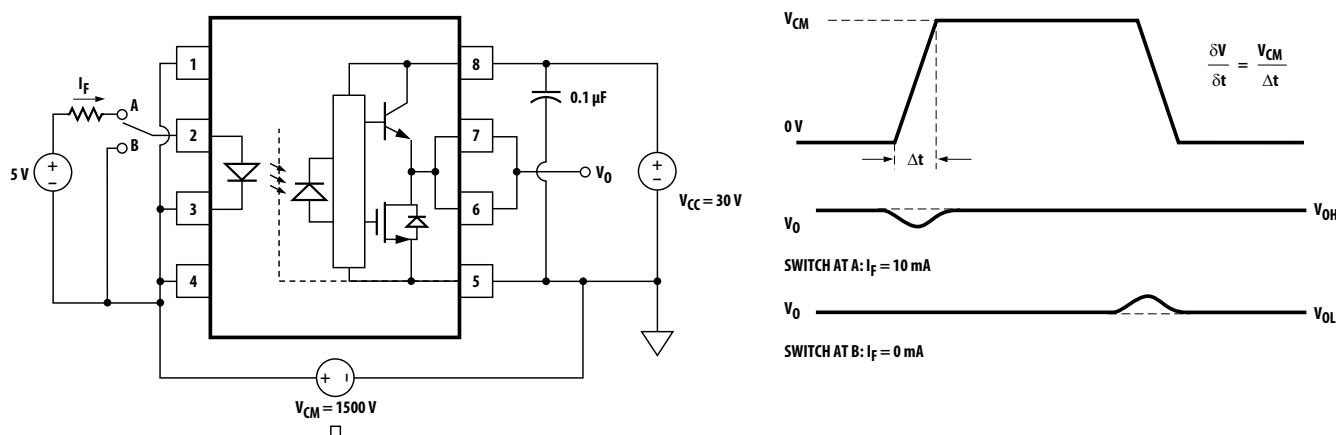 1
8
I_F
A
0.1 µF
2
7
B
5 V
+
−
V_O
+
−
3
6
V_CC = 30 V
4
5
+
−
V_CM = 1500 V
V_CM
δV
δt
=
V_CM
Δt
0 V
Δt
V_O
V_OH
SWITCH AT A: I_F = 10 mA
V_O
V_OL
SWITCH AT B: I_F = 0 mA